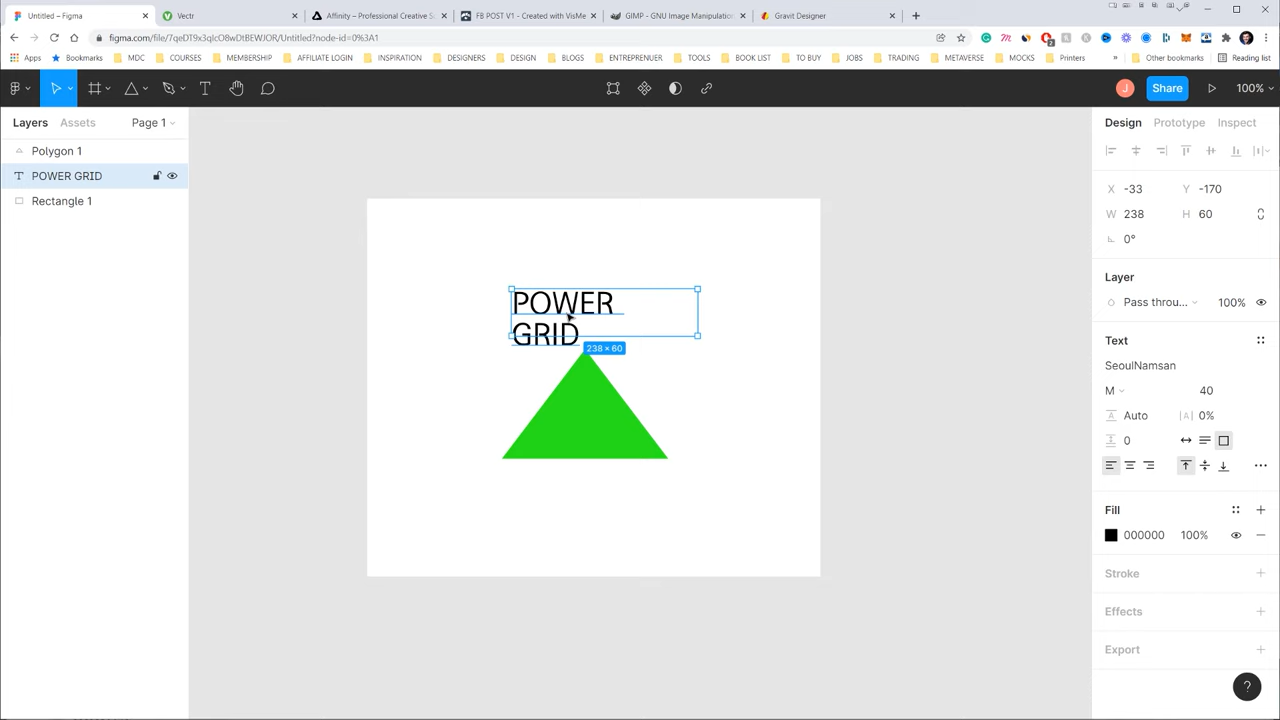 Untitled – Figma
Vectr
Affinity – Professional Creative S
FB POST V1 - Created with VisMe
GIMP - GNU Image Manipulation
Gravit Designer
figma.com/file/7qeDT9x3qIcO8wDtBEWJOR/Untitled?node-id=0%3A1
Apps
Bookmarks
MDC
COURSES
MEMBERSHIP
AFFILIATE LOGIN
INSPIRATION
DESIGNERS
DESIGN
BLOGS
ENTREPRENUER
TOOLS
BOOK LIST
TO BUY
JOBS
TRADING
METAVERSE
MOCKS
Printers
»
Other bookmarks
Reading list
J
Share
100%
Layers
Assets
Page 1
Design
Prototype
Inspect
Polygon 1
POWER GRID
Rectangle 1
X -33
Y -170
W 238
H 60
0°
Layer
Pass throu...
100%
POWER
GRID
238 × 60
Text
SeoulNamsan
M
40
Auto
|A| 0%
0
Fill
000000
100%
Stroke
Effects
Export
?